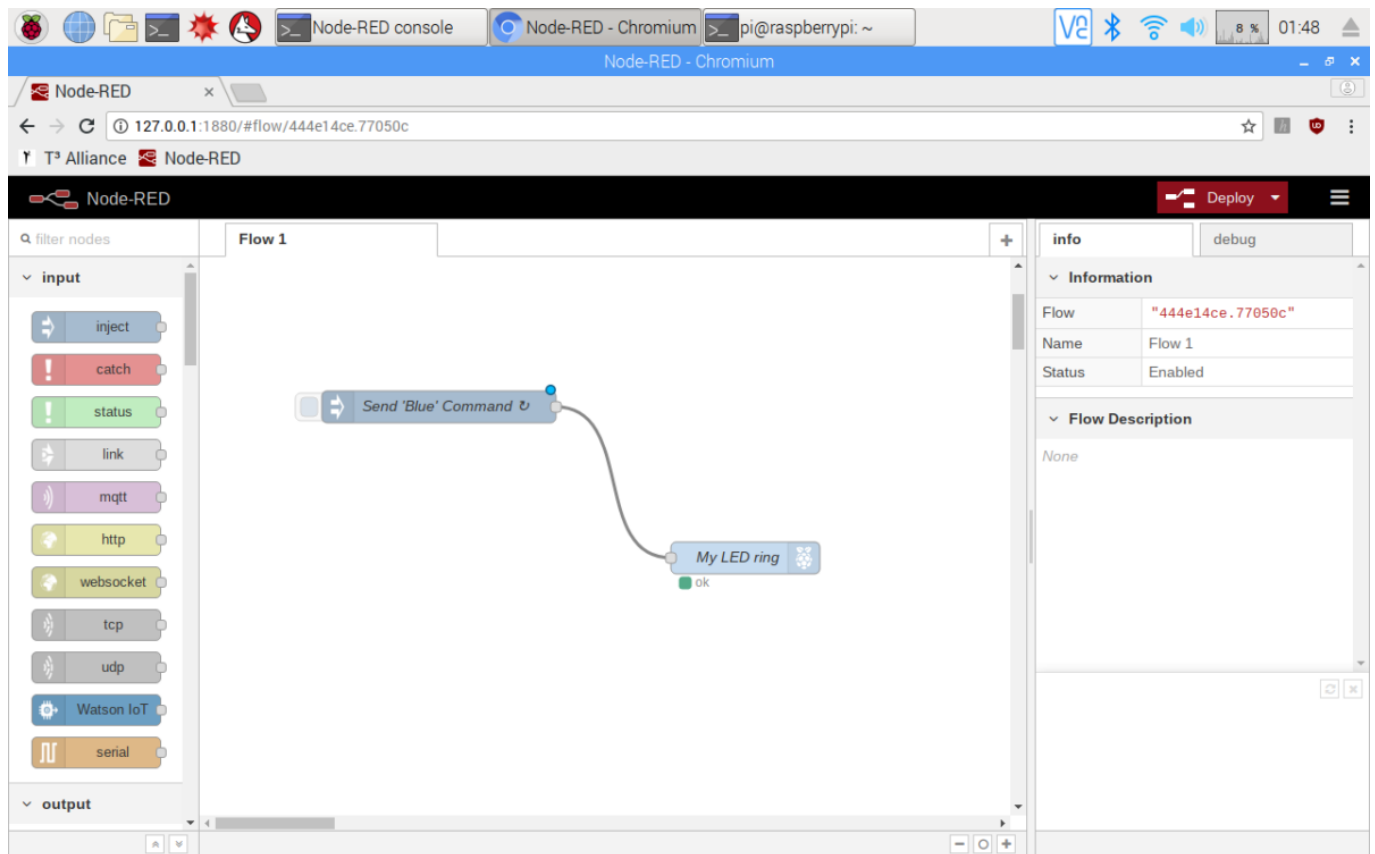 Node-RED console
Node-RED - Chromium
pi@raspberrypi: ~
8 %
01:48
Node-RED - Chromium
Node-RED
127.0.0.1:1880/#flow/444e14ce.77050c
T³ Alliance
Node-RED
Node-RED
Deploy
filter nodes
Flow 1
info
debug
input
inject
catch
status
link
mqtt
http
websocket
tcp
udp
Watson IoT
serial
output
Send 'Blue' Command ↻
My LED ring
ok
Information
Flow "444e14ce.77050c"
Name Flow 1
Status Enabled
Flow Description
None